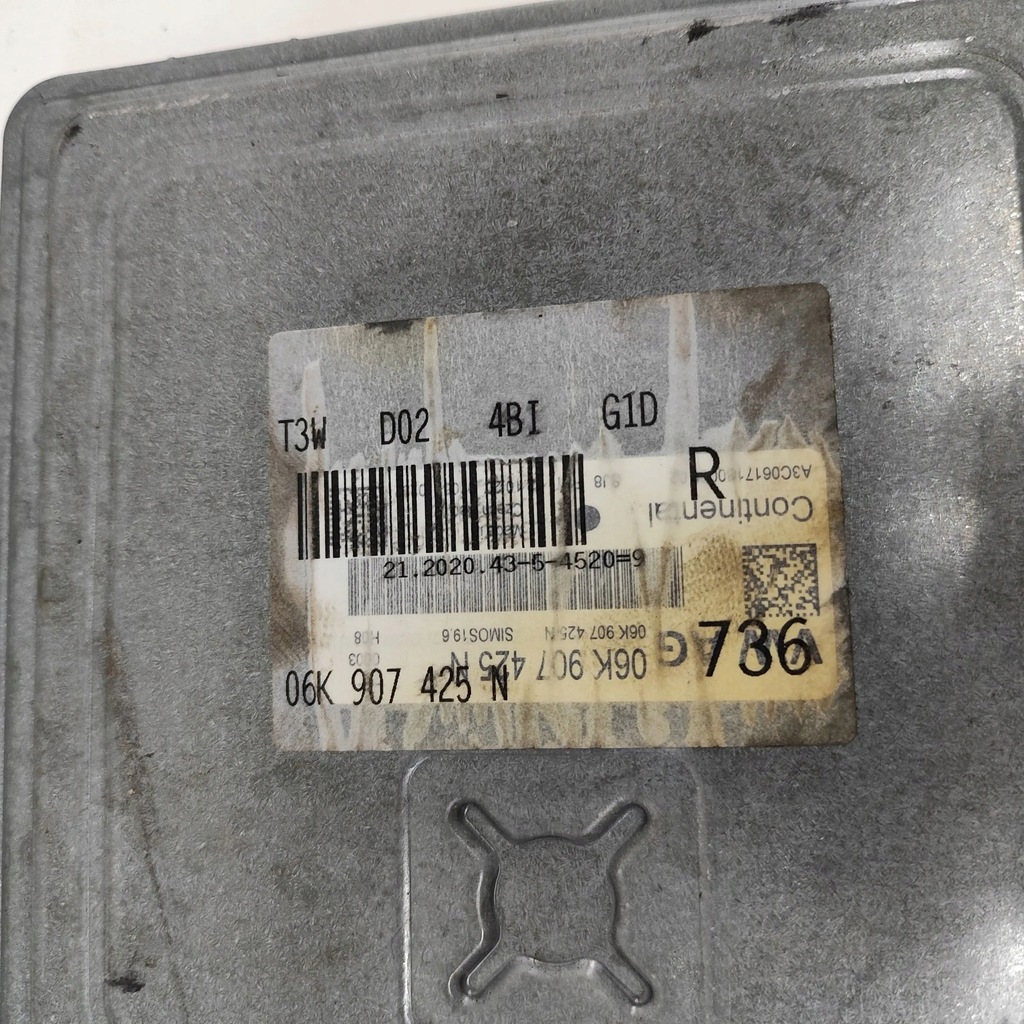 T3W D02 4BI G1D
R
21.2020.43-5-4520=9
736
06K 907 425 N
Continental
06K 907 425 N SIMOS19.6 H08
06K 907 425 N